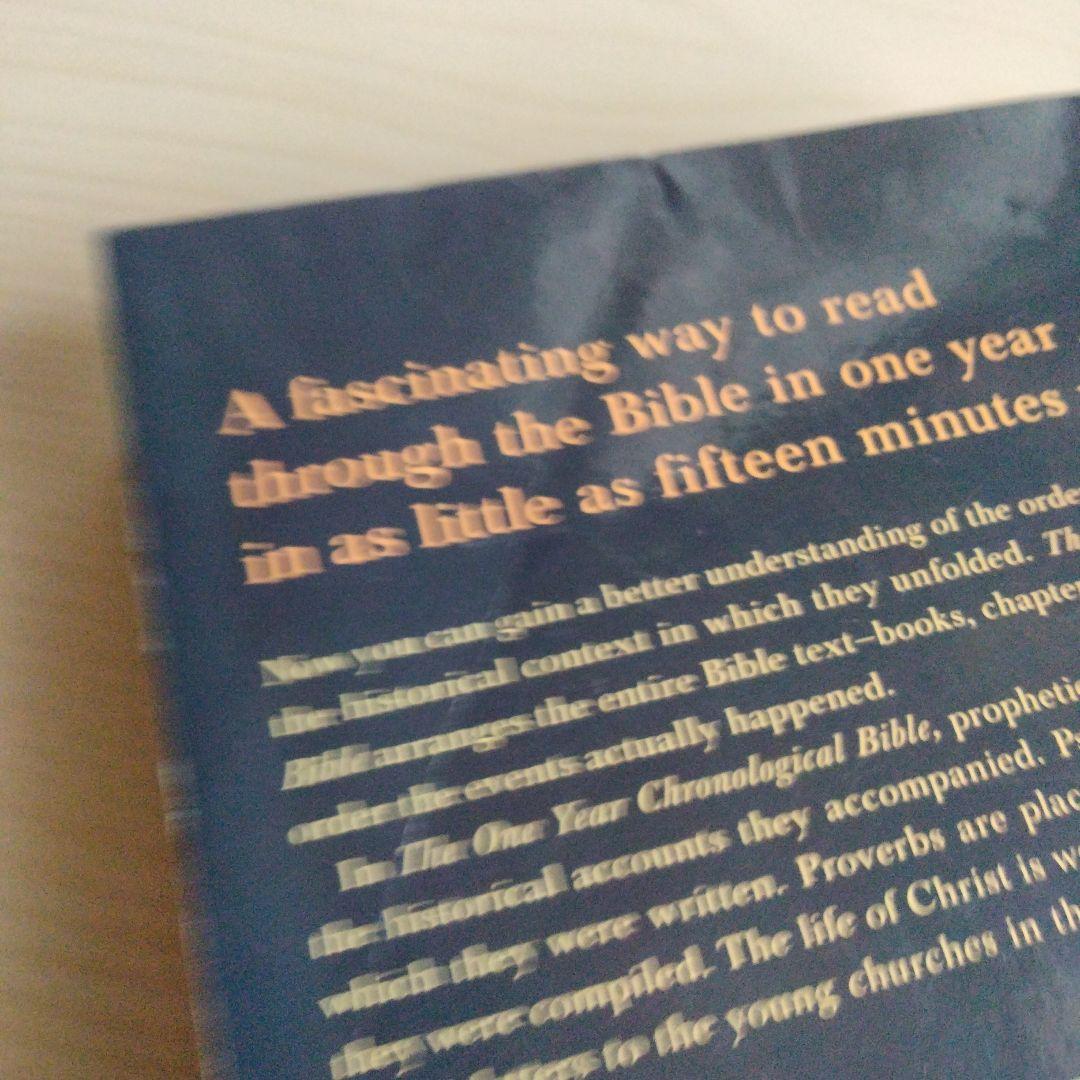 A fascinating way to read
through the Bible in one year
in as little as fifteen minutes
Now you can gain a better understanding of the orde
the historical context in which they unfolded. Th
Bible arranges the entire Bible text—books, chapter
order the events actually happened.
In The One Year Chronological Bible, prophetic
the historical accounts they accompanied. Ps
which they were written. Proverbs are plac
they were compiled. The life of Christ is w
letters to the young churches in th